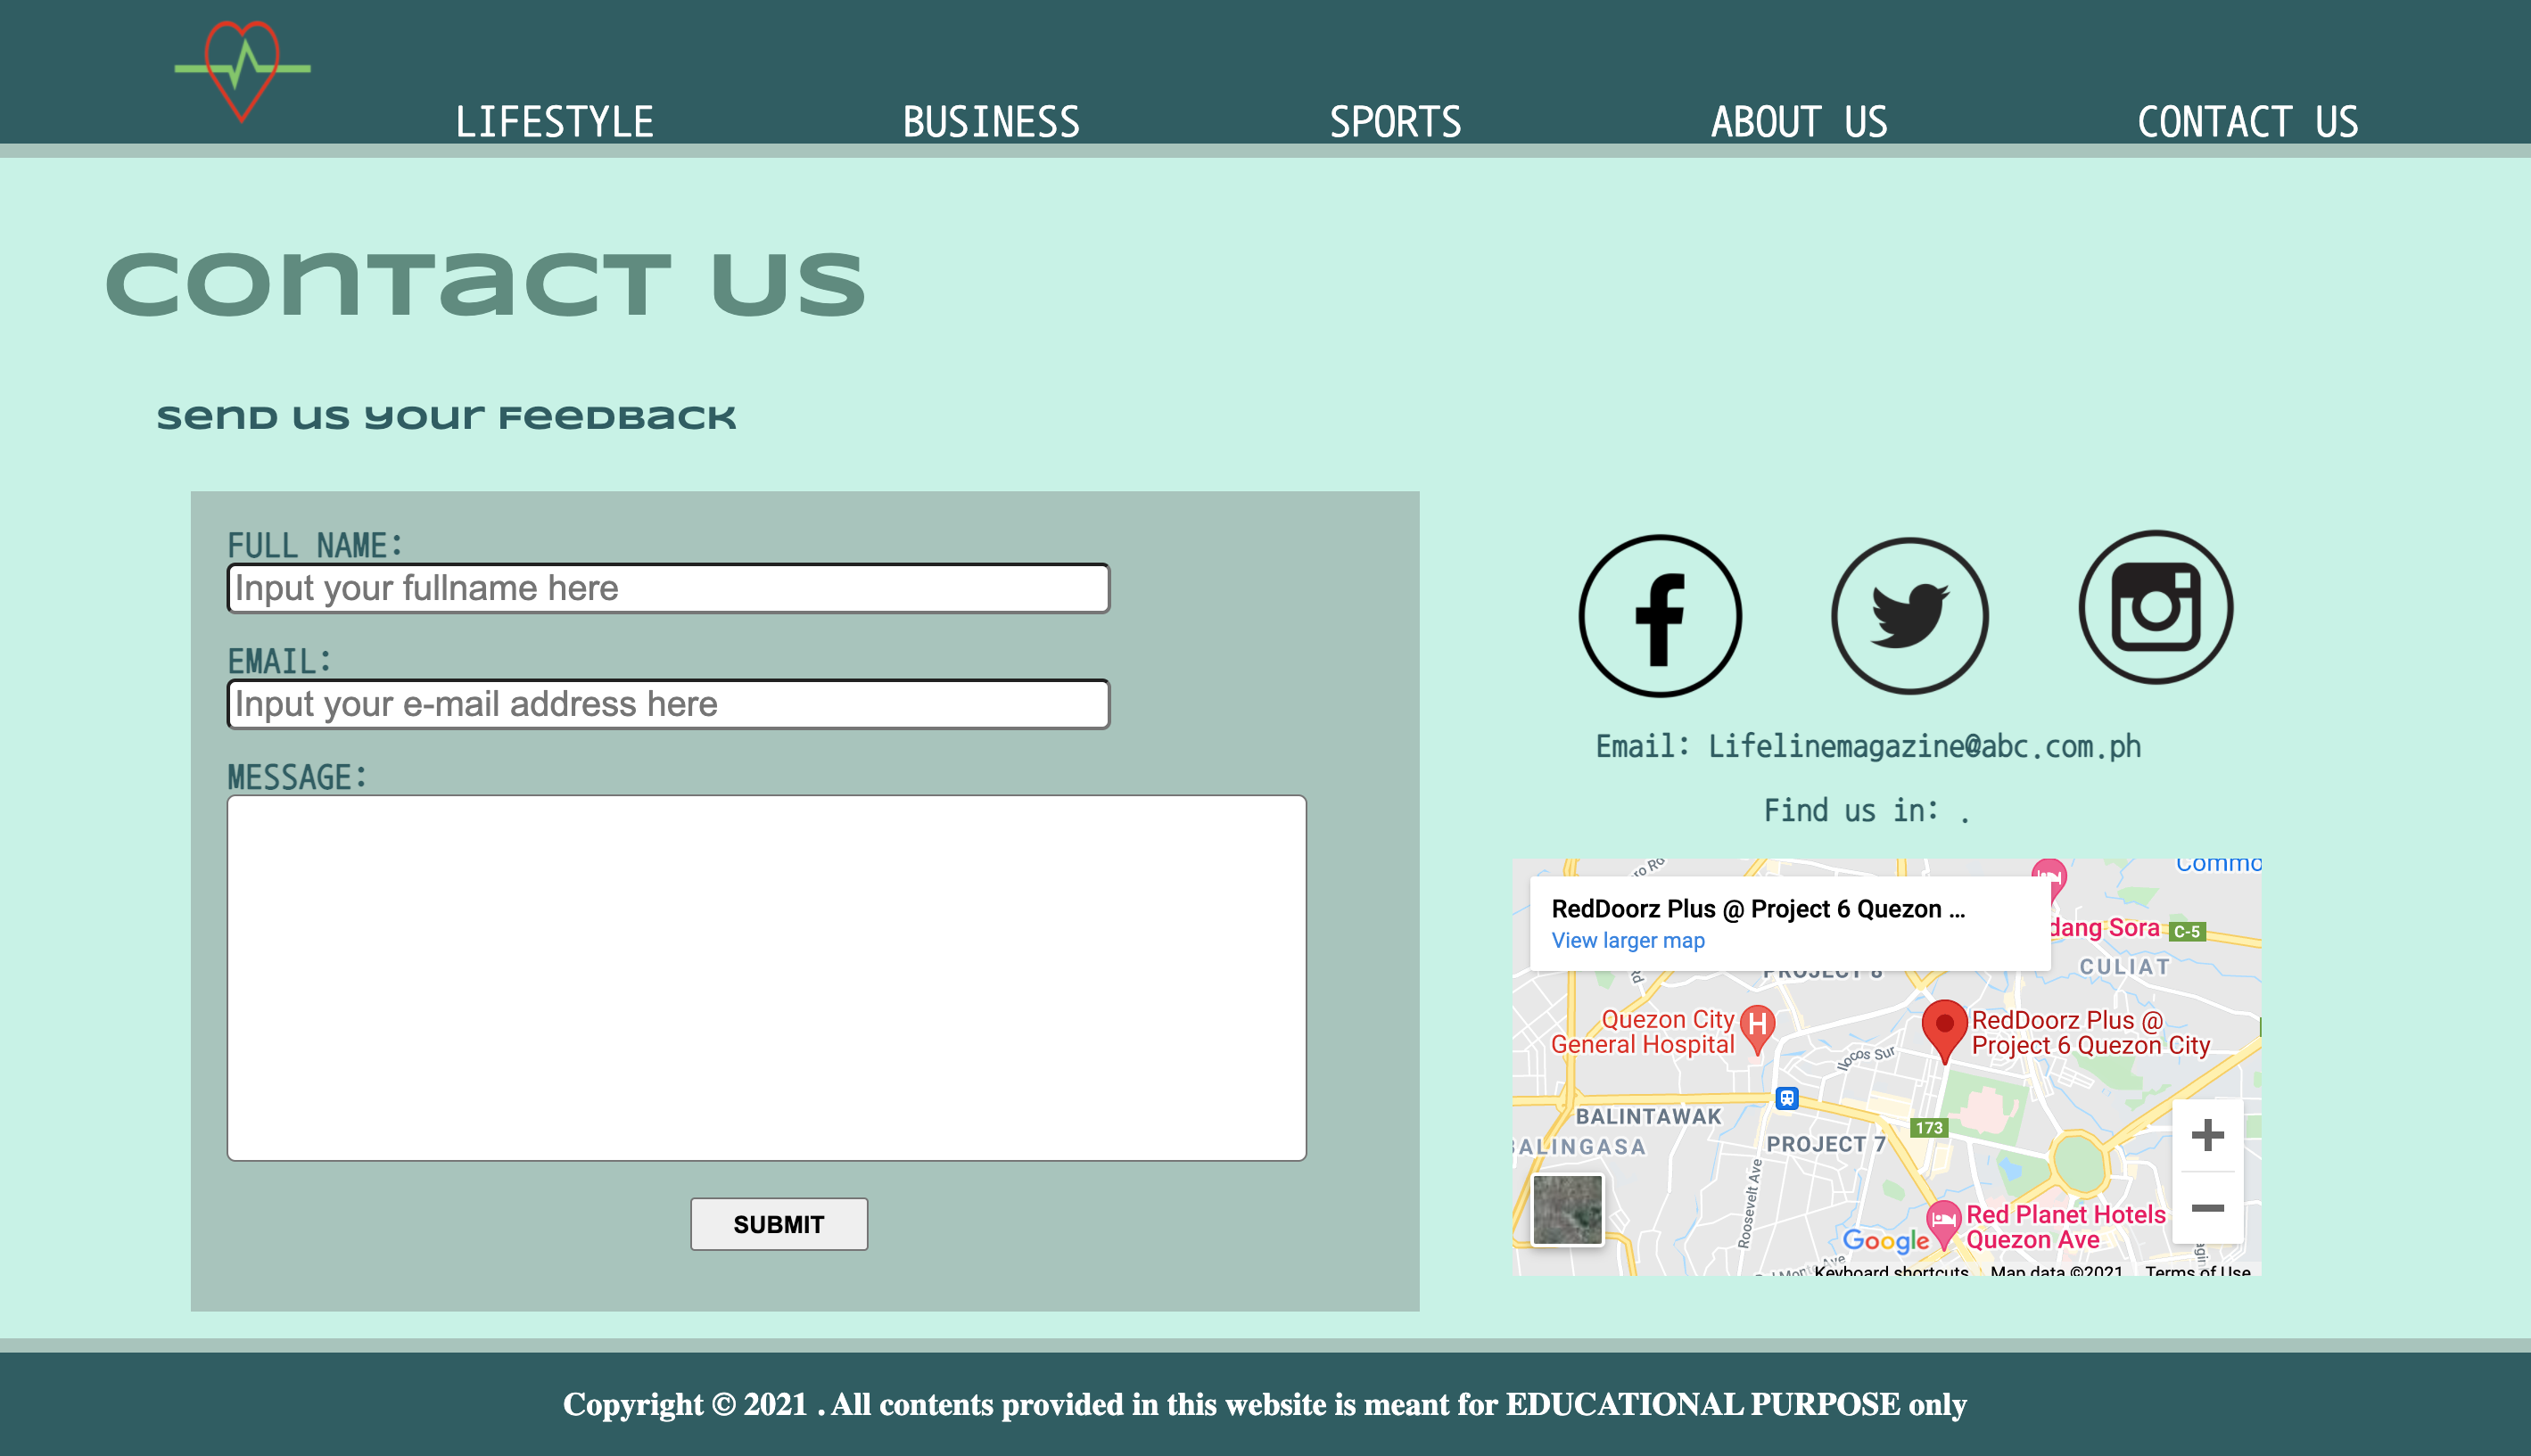 LIFESTYLE BUSINESS SPORTS ABOUT US CONTACT US
CONTACT US
SEND US YOUR FEEDBACK
FULL NAME:
Input your fullname here
EMAIL:
Input your e-mail address here
MESSAGE:
SUBMIT
Email: Lifelinemagazine@abc.com.ph
Find us in: .
Commo
RedDoorz Plus @ Project 6 Quezon ...
View larger map
dang Sora
C-5
CULIAT
PROJECT 8
Quezon City
General Hospital
H
RedDoorz Plus @
Project 6 Quezon City
Ilocos Sur
BALINTAWAK
173
BALINGASA
PROJECT 7
Roosevelt Ave
Red Planet Hotels
Quezon Ave
Google
Keyboard shortcuts Map data ©2021 Terms of Use
Copyright © 2021 . All contents provided in this website is meant for EDUCATIONAL PURPOSE only